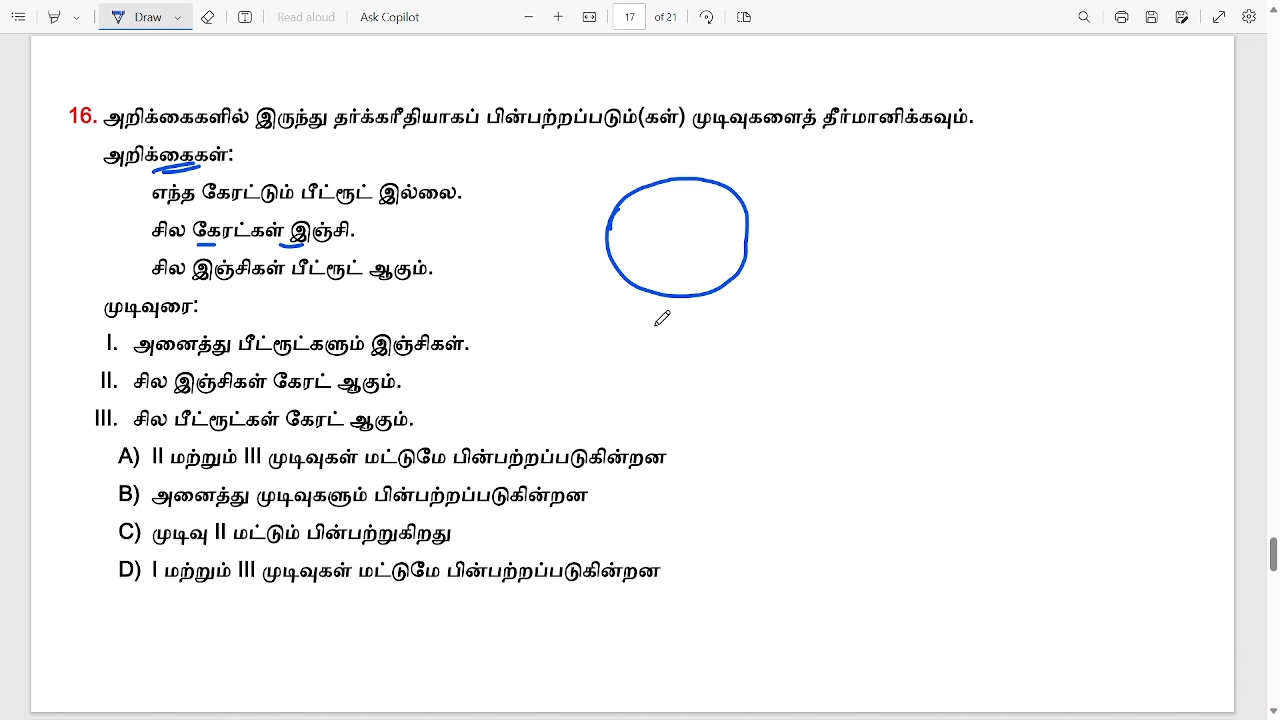 Draw Read aloud Ask Copilot 17 of 21
16. அறிக்கைகளில் இருந்து தர்க்கரீதியாகப் பின்பற்றப்படும்(கள்) முடிவுகளைத் தீர்மானிக்கவும்.
அறிக்கைகள்:
எந்த கேரட்டும் பீட்ரூட் இல்லை.
சில கேரட்கள் இஞ்சி.
சில இஞ்சிகள் பீட்ரூட் ஆகும்.
முடிவுரை:
I. அனைத்து பீட்ரூட்களும் இஞ்சிகள்.
II. சில இஞ்சிகள் கேரட் ஆகும்.
III. சில பீட்ரூட்கள் கேரட் ஆகும்.
A) II மற்றும் III முடிவுகள் மட்டுமே பின்பற்றப்படுகின்றன
B) அனைத்து முடிவுகளும் பின்பற்றப்படுகின்றன
C) முடிவு II மட்டும் பின்பற்றுகிறது
D) I மற்றும் III முடிவுகள் மட்டுமே பின்பற்றப்படுகின்றன